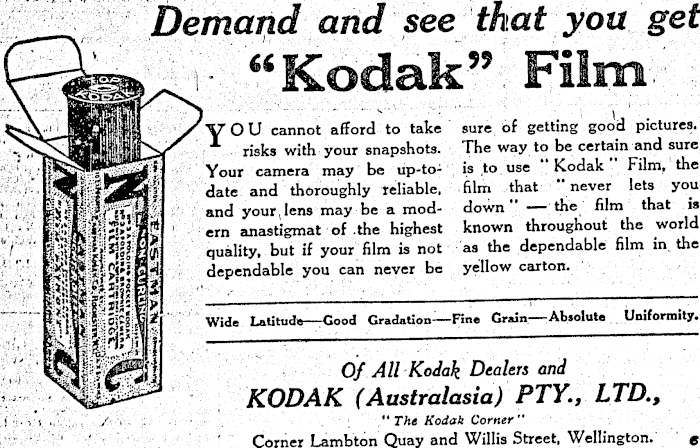 Demand and see that you get
"Kodak" Film
YOU cannot afford to take
risks with your snapshots.
Your camera may be up-to-
date and thoroughly reliable,
and your lens may be a mod-
ern anastigmat of the highest
quality, but if your film is not
dependable you can never be
sure of getting good pictures.
The way to be certain and sure
is to use "Kodak" Film, the
film that "never lets you
down" — the film that is
known throughout the world
as the dependable film in the
yellow carton.
Wide Latitude—Good Gradation—Fine Grain—Absolute Uniformity.
Of All Kodak Dealers and
KODAK (Australasia) PTY., LTD.,
"The Kodak Corner"
Corner Lambton Quay and Willis Street, Wellington.
KODAK
N C
EASTMAN
NON CURLING
FILM CARTRIDGE